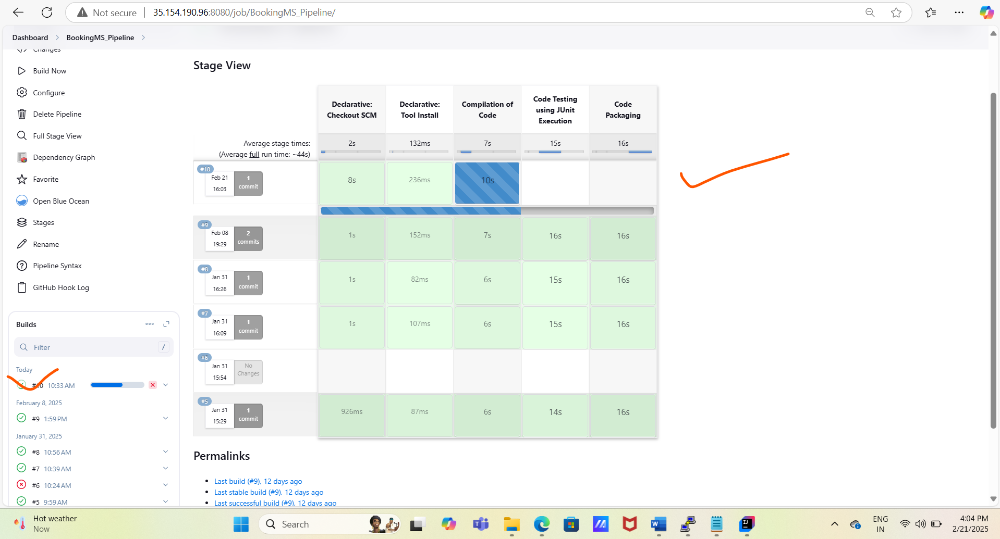 Not secure
35.154.190.96:8080/job/BookingMS_Pipeline/
Dashboard
BookingMS_Pipeline
Changes
Build Now
Configure
Delete Pipeline
Full Stage View
Dependency Graph
Favorite
Open Blue Ocean
Stages
Rename
Pipeline Syntax
GitHub Hook Log
Builds
Filter
/
Today
#10 10:33 AM
February 8, 2025
#9 1:59 PM
January 31, 2025
#8 10:56 AM
#7 10:39 AM
#6 10:24 AM
#5 9:59 AM
Stage View
Declarative:
Checkout SCM
Declarative:
Tool Install
Compilation of
Code
Code Testing
using JUnit
Execution
Code
Packaging
Average stage times:
(Average full run time: ~44s)
2s 132ms 7s 15s 16s
#10
Feb 21
16:03
1
commit
8s 236ms 10s
#9
Feb 08
19:29
2
commits
1s 152ms 7s 16s 16s
#8
Jan 31
16:26
1
commit
1s 82ms 6s 15s 16s
#7
Jan 31
16:09
1
commit
1s 107ms 6s 15s 16s
#6
Jan 31
15:54
No
Changes
#5
Jan 31
15:29
1
commit
926ms 87ms 6s 14s 16s
Permalinks
Last build (#9), 12 days ago
Last stable build (#9), 12 days ago
Last successful build (#9), 12 days ago
Hot weather
Now
Search
ENG
IN
4:04 PM
2/21/2025